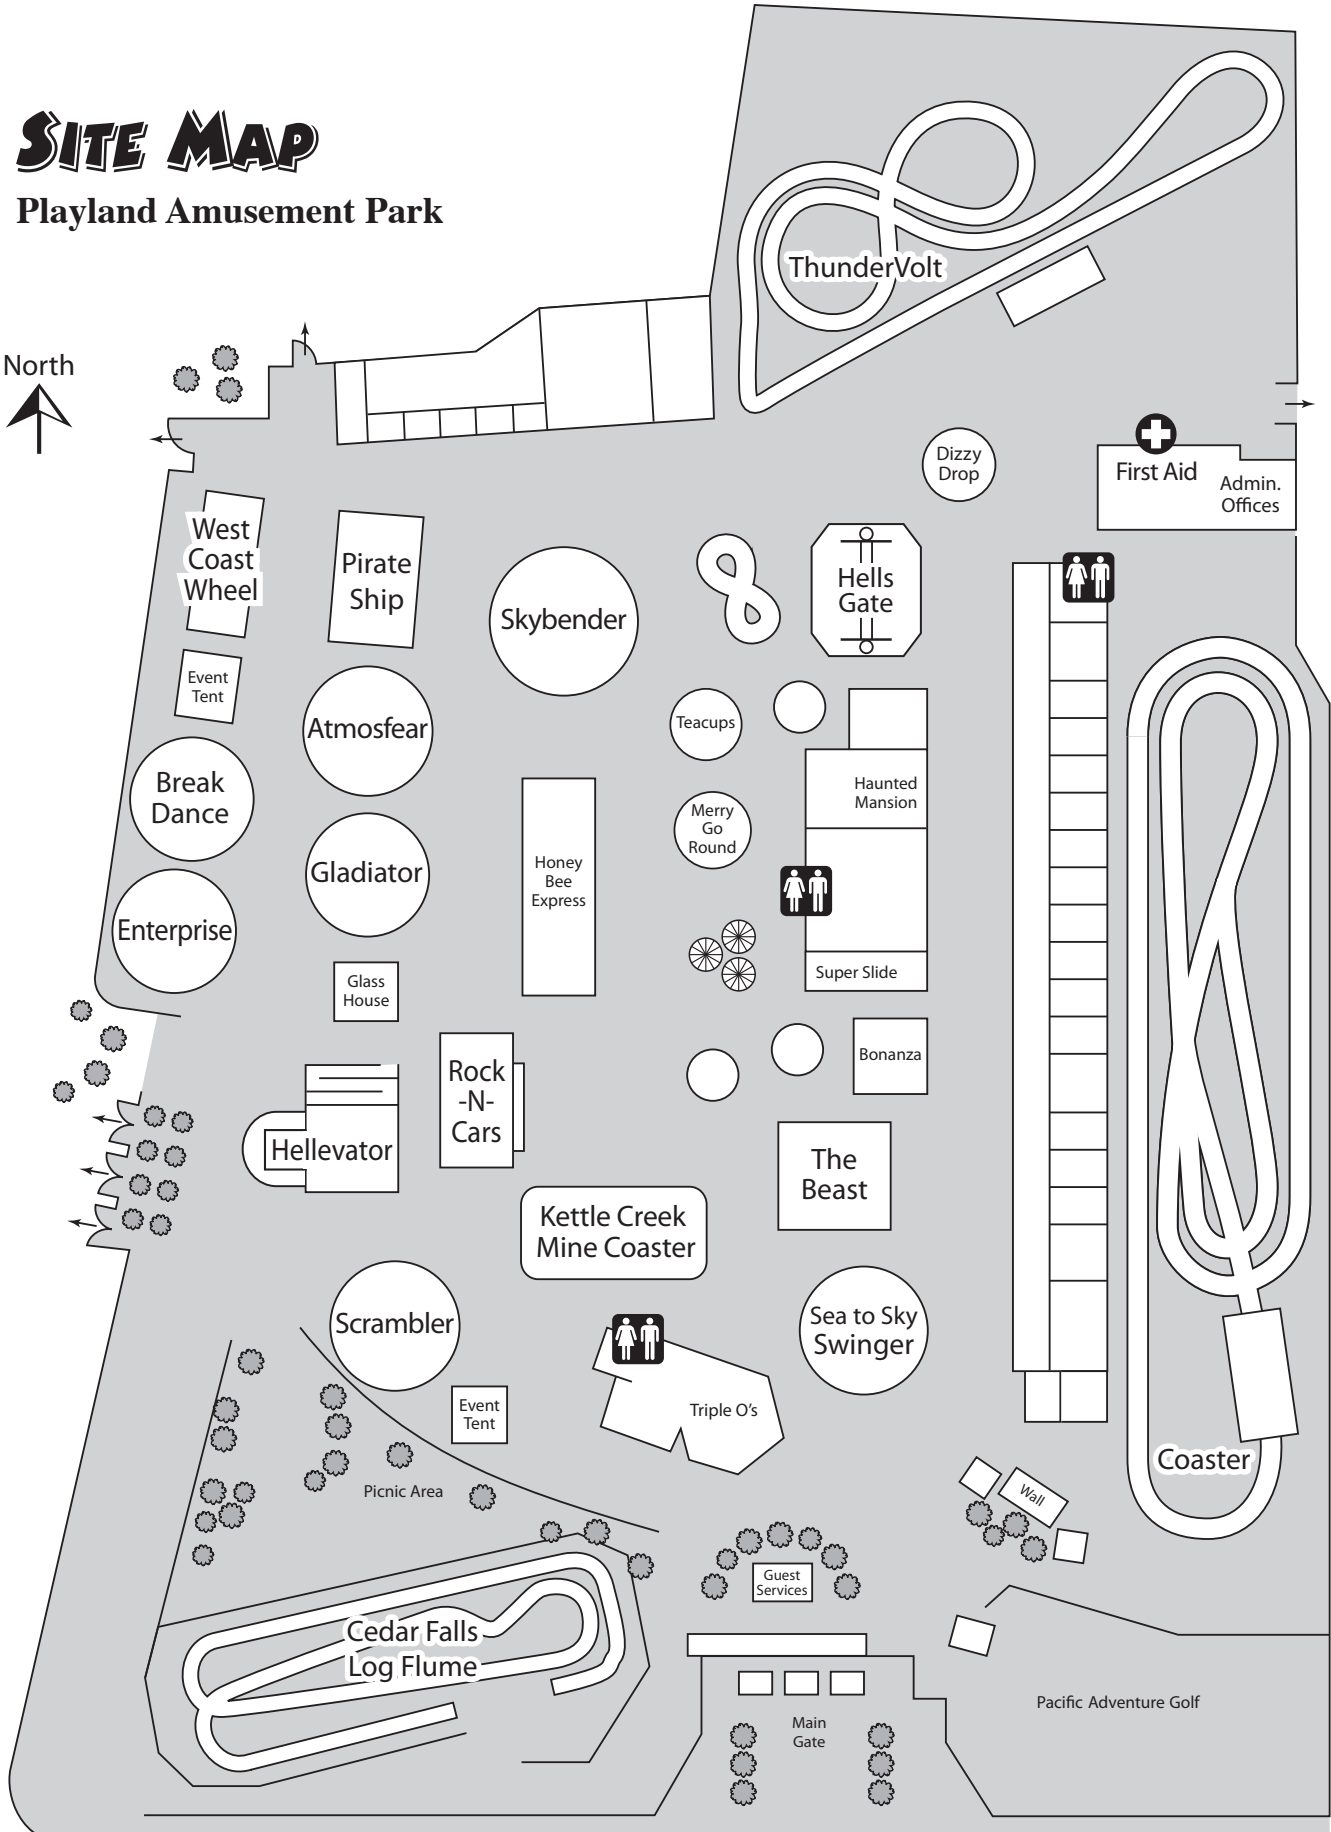 SITE MAP
Playland Amusement Park
North
ThunderVolt
Dizzy
Drop
First Aid
Admin.
Offices
West
Coast
Wheel
Pirate
Ship
Skybender
Hells
Gate
Event
Tent
Atmosfear
Teacups
Break
Dance
Haunted
Mansion
Merry
Go
Round
Gladiator
Honey
Bee
Express
Enterprise
Glass
House
Super Slide
Rock
-N-
Cars
Bonanza
Hellevator
The
Beast
Kettle Creek
Mine Coaster
Scrambler
Sea to Sky
Swinger
Event
Tent
Triple O's
Coaster
Picnic Area
Wall
Guest
Services
Cedar Falls
Log Flume
Pacific Adventure Golf
Main
Gate